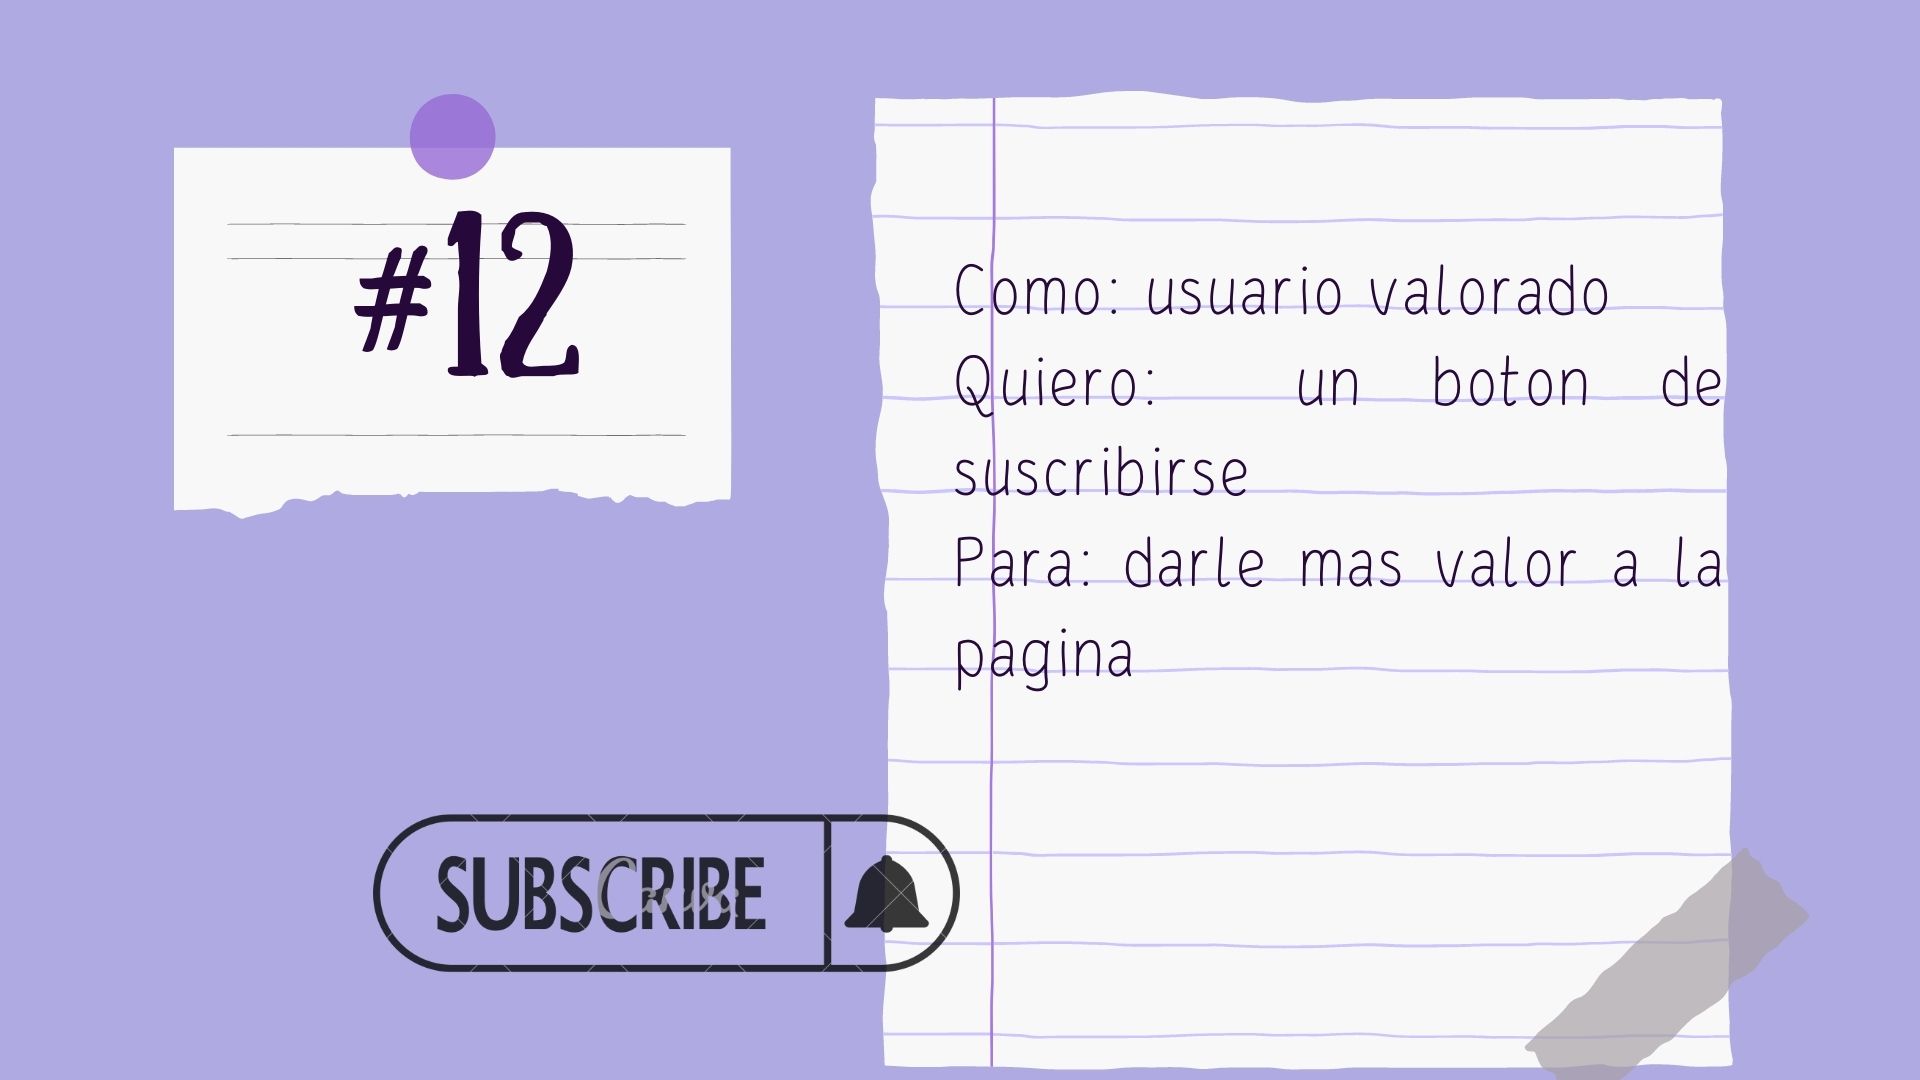 #12
Como: usuario valorado
Quiero: un boton de
suscribirse
Para: darle mas valor a la
pagina
SUBSCRIBE
Canva